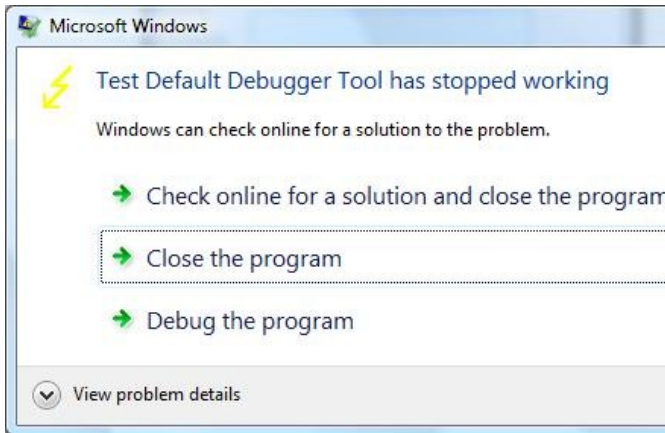 Microsoft Windows
Test Default Debugger Tool has stopped working
Windows can check online for a solution to the problem.
Check online for a solution and close the program
Close the program
Debug the program
View problem details